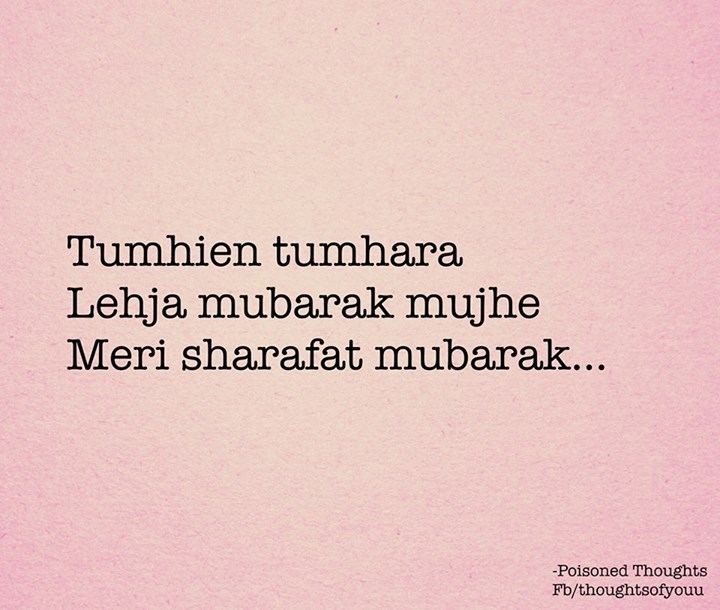 Tumhien tumhara
Lehja mubarak mujhe
Meri sharafat mubarak...
-Poisoned Thoughts
Fb/thoughtsofyouu